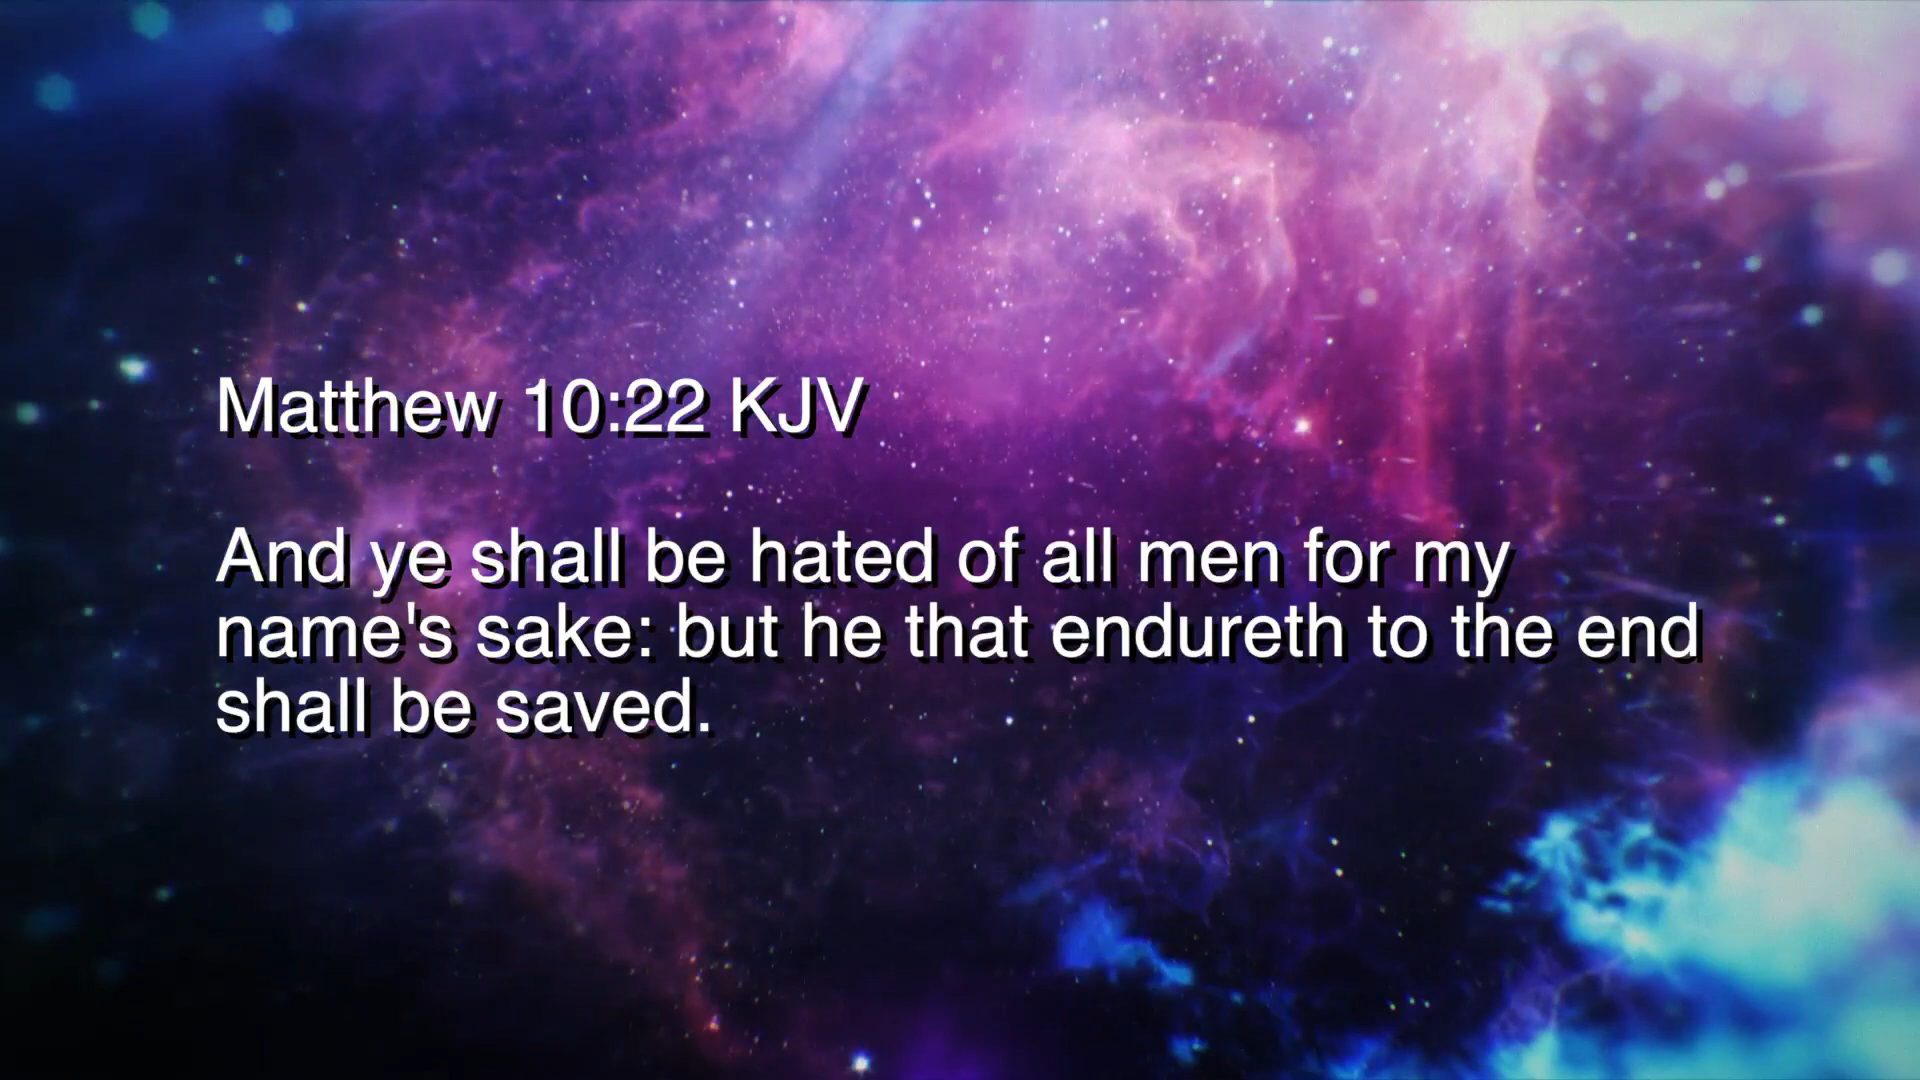 Matthew 10:22 KJV
And ye shall be hated of all men for my
name's sake: but he that endureth to the end
shall be saved.